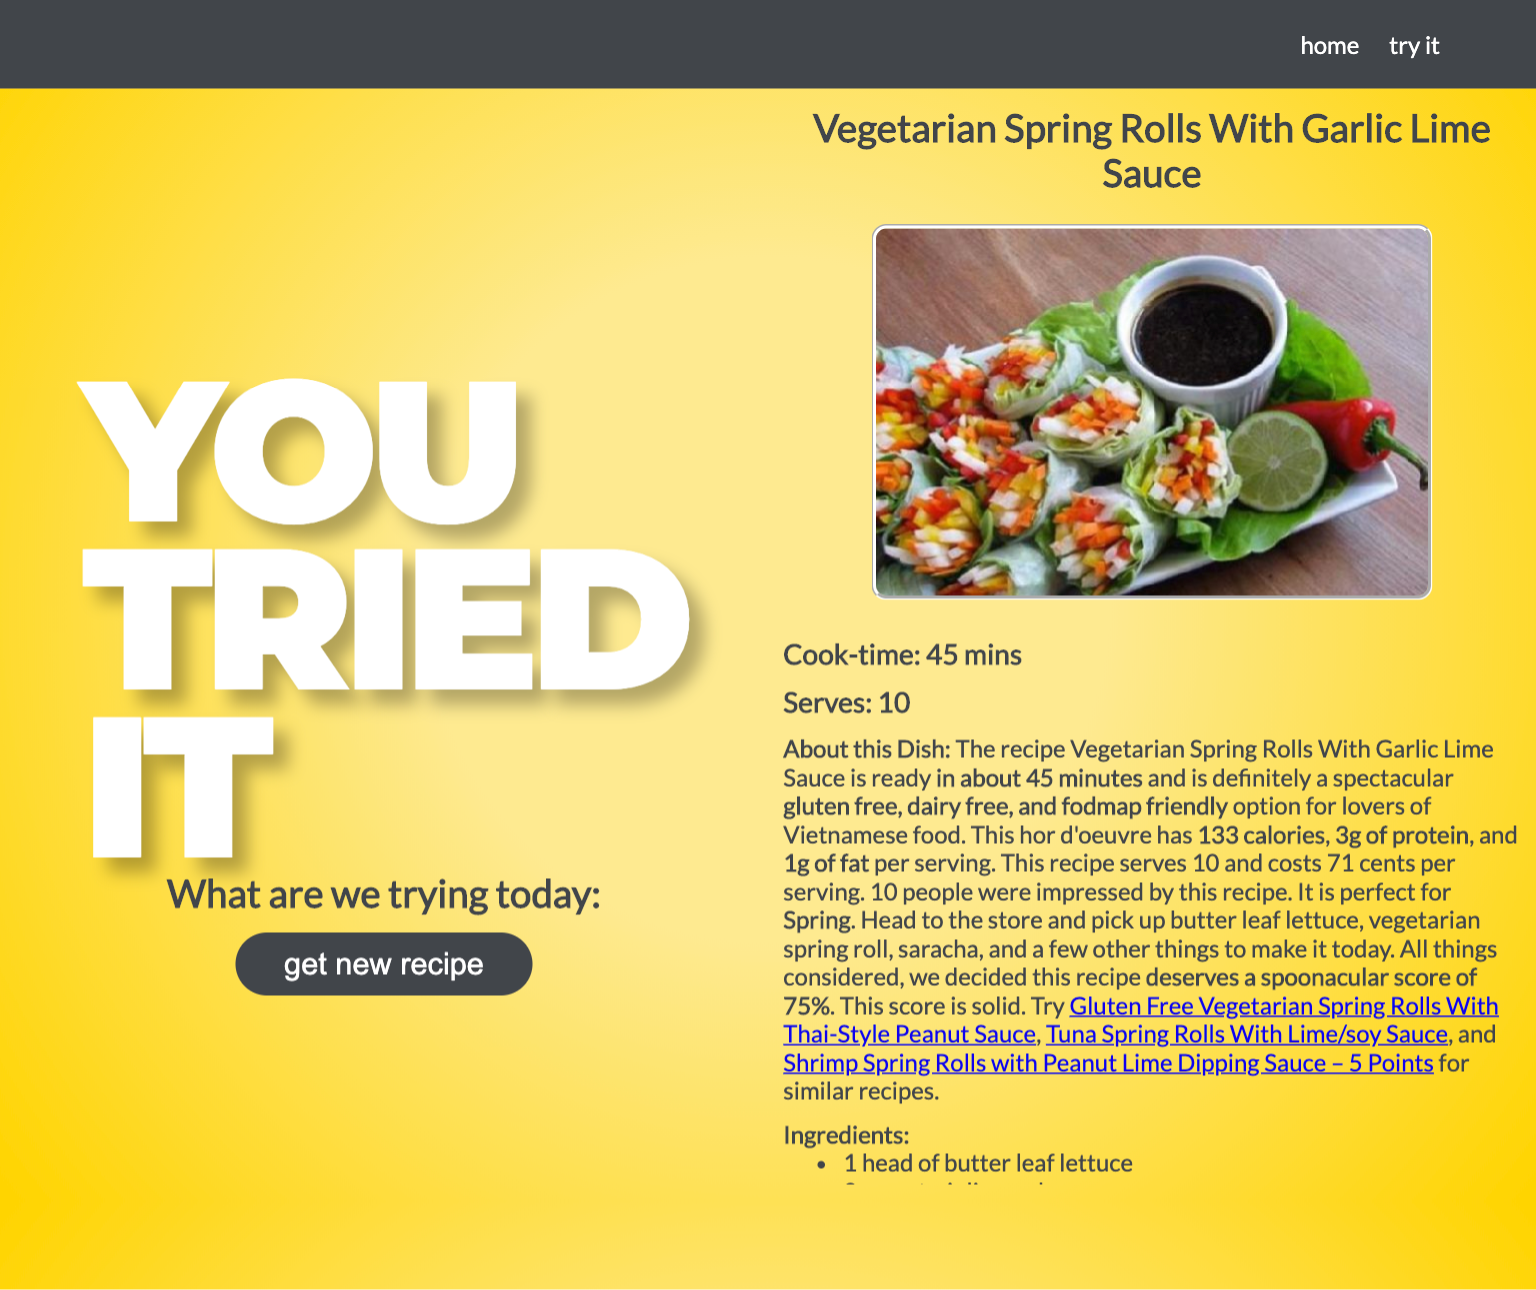 home try it
YOU
TRIED
IT
What are we trying today:
get new recipe
Vegetarian Spring Rolls With Garlic Lime
Sauce
Cook-time: 45 mins
Serves: 10
About this Dish: The recipe Vegetarian Spring Rolls With Garlic Lime
Sauce is ready in about 45 minutes and is definitely a spectacular
gluten free, dairy free, and fodmap friendly option for lovers of
Vietnamese food. This hor d'oeuvre has 133 calories, 3g of protein, and
1g of fat per serving. This recipe serves 10 and costs 71 cents per
serving. 10 people were impressed by this recipe. It is perfect for
Spring. Head to the store and pick up butter leaf lettuce, vegetarian
spring roll, saracha, and a few other things to make it today. All things
considered, we decided this recipe deserves a spoonacular score of
75%. This score is solid. Try Gluten Free Vegetarian Spring Rolls With
Thai-Style Peanut Sauce, Tuna Spring Rolls With Lime/soy Sauce, and
Shrimp Spring Rolls with Peanut Lime Dipping Sauce – 5 Points for
similar recipes.
Ingredients:
• 1 head of butter leaf lettuce